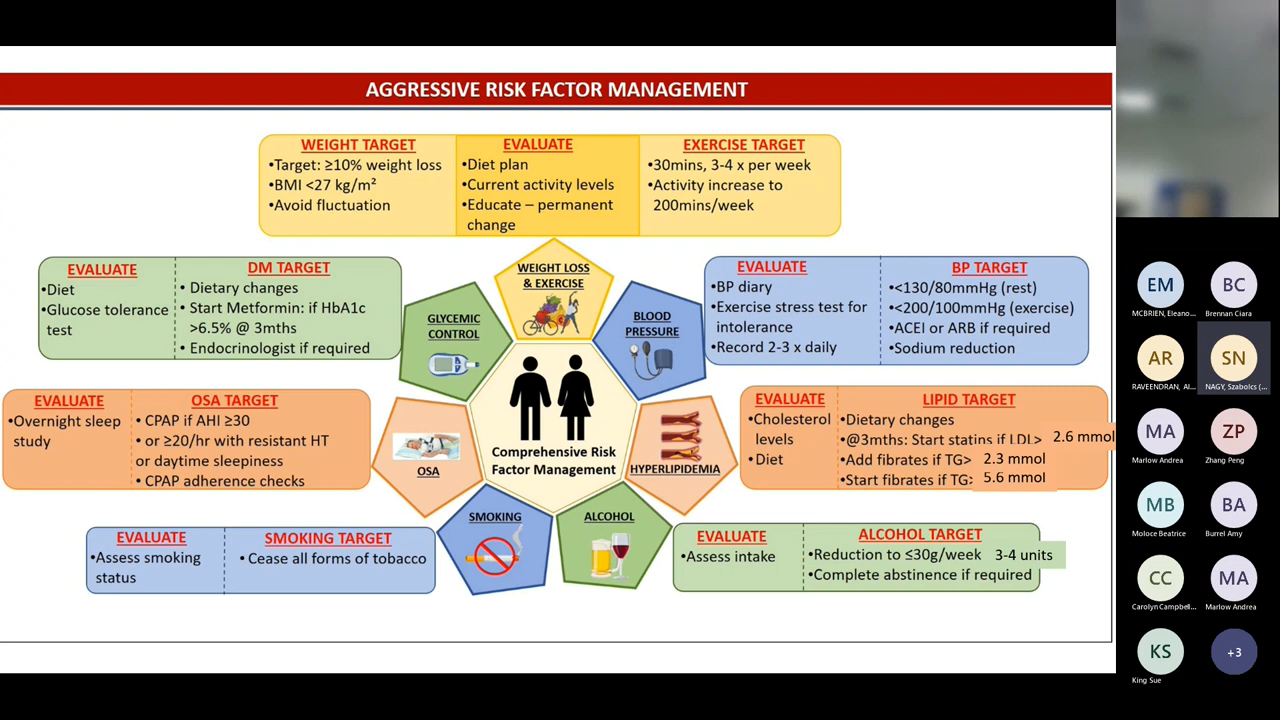 AGGRESSIVE RISK FACTOR MANAGEMENT
WEIGHT TARGET
•Target: ≥10% weight loss
•BMI <27 kg/m²
•Avoid fluctuation
EVALUATE
•Diet plan
•Current activity levels
•Educate – permanent
change
EXERCISE TARGET
•30mins, 3-4 x per week
•Activity increase to
200mins/week
EVALUATE
•Diet
•Glucose tolerance
test
DM TARGET
• Dietary changes
• Start Metformin: if HbA1c
>6.5% @ 3mths
• Endocrinologist if required
GLYCEMIC
CONTROL
WEIGHT LOSS
& EXERCISE
BLOOD
PRESSURE
EVALUATE
•BP diary
•Exercise stress test for
intolerance
•Record 2-3 x daily
BP TARGET
•<130/80mmHg (rest)
•<200/100mmHg (exercise)
•ACEI or ARB if required
•Sodium reduction
EVALUATE
•Overnight sleep
study
OSA TARGET
• CPAP if AHI ≥30
• or ≥20/hr with resistant HT
or daytime sleepiness
• CPAP adherence checks
OSA
Comprehensive Risk
Factor Management
HYPERLIPIDEMIA
EVALUATE
•Cholesterol
levels
•Diet
LIPID TARGET
•Dietary changes
•@3mths: Start statins if LDL> 2.6 mmol
•Add fibrates if TG> 2.3 mmol
•Start fibrates if TG: 5.6 mmol
EVALUATE
•Assess smoking
status
SMOKING TARGET
• Cease all forms of tobacco
SMOKING
ALCOHOL
EVALUATE
•Assess intake
ALCOHOL TARGET
•Reduction to ≤30g/week 3-4 units
•Complete abstinence if required
EM
MCBRIEN, Eleano...
BC
Brennan Ciara
AR
RAVEENDRAN, Al...
SN
NAGY, Szabolcs (...
MA
Marlow Andrea
ZP
Zhang Peng
MB
Moloce Beatrice
BA
Burrel Amy
CC
Carolyn Campbel...
MA
Marlow Andrea
KS
King Sue
+3